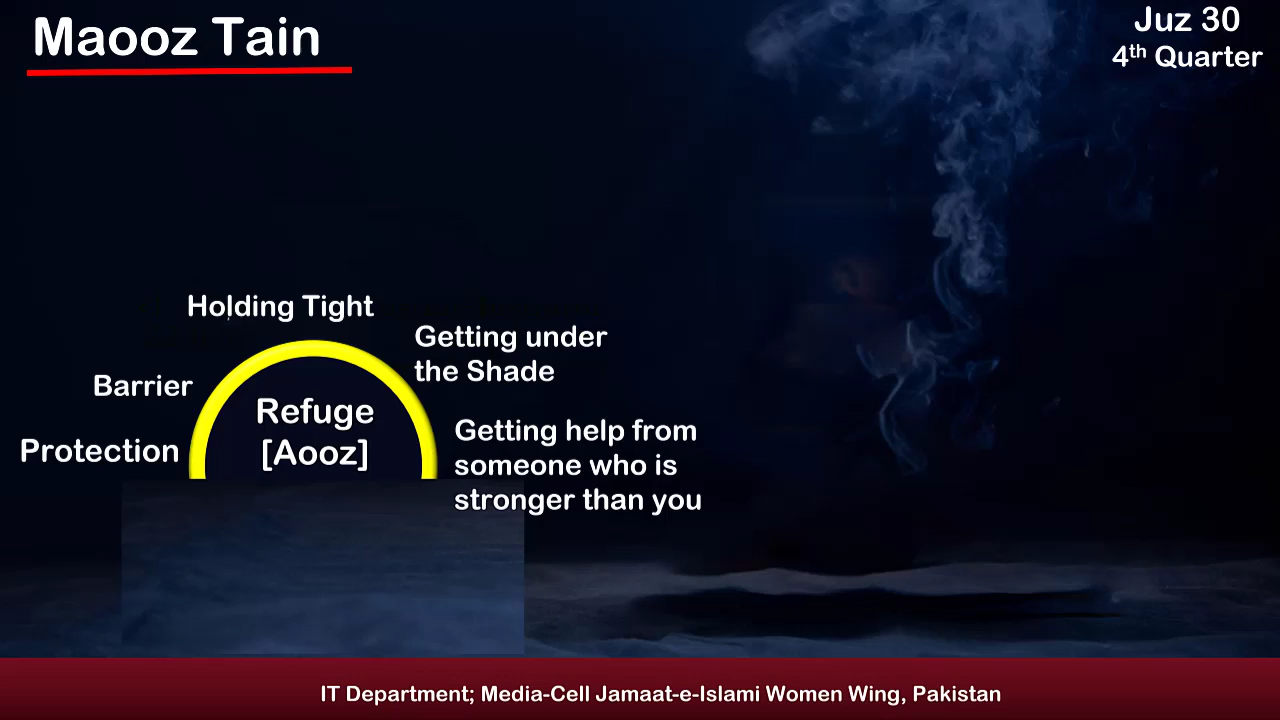 Maooz Tain
Juz 30
4th Quarter
Holding Tight
Getting under
the Shade
Barrier
Refuge
[Aooz]
Protection
Getting help from
someone who is
stronger than you
IT Department; Media-Cell Jamaat-e-Islami Women Wing, Pakistan